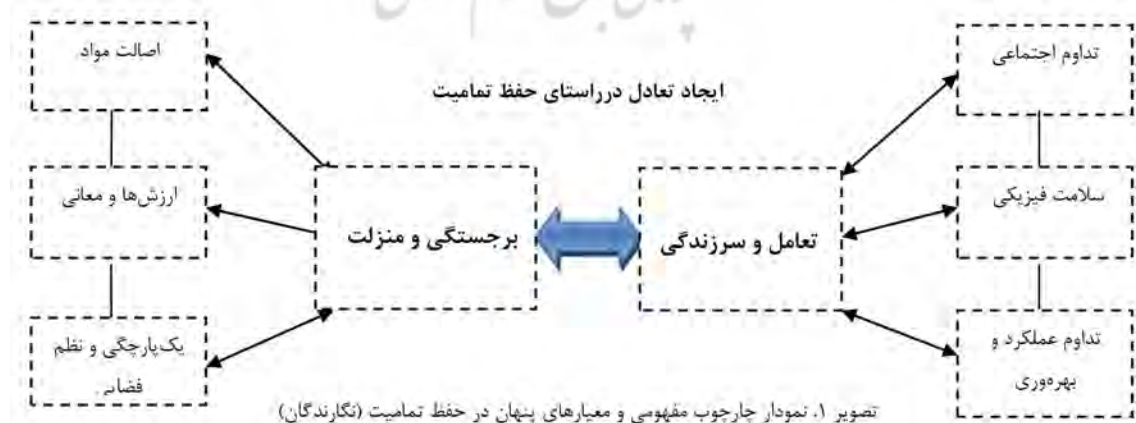 تداوم اجتماعی
اصالت مواد
ایجاد تعادل درراستای حفظ تمامیت
سلامت فیزیکی
ارزش‌ها و معانی
تعامل و سرزندگی
برجستگی و منزلت
تداوم عملکرد و
بهره‌وری
یک‌پارچگی و نظم
فضایی
تصویر ۱. نمودار چارچوب مفهومی و معیارهای پنهان در حفظ تمامیت (نگارندگان)